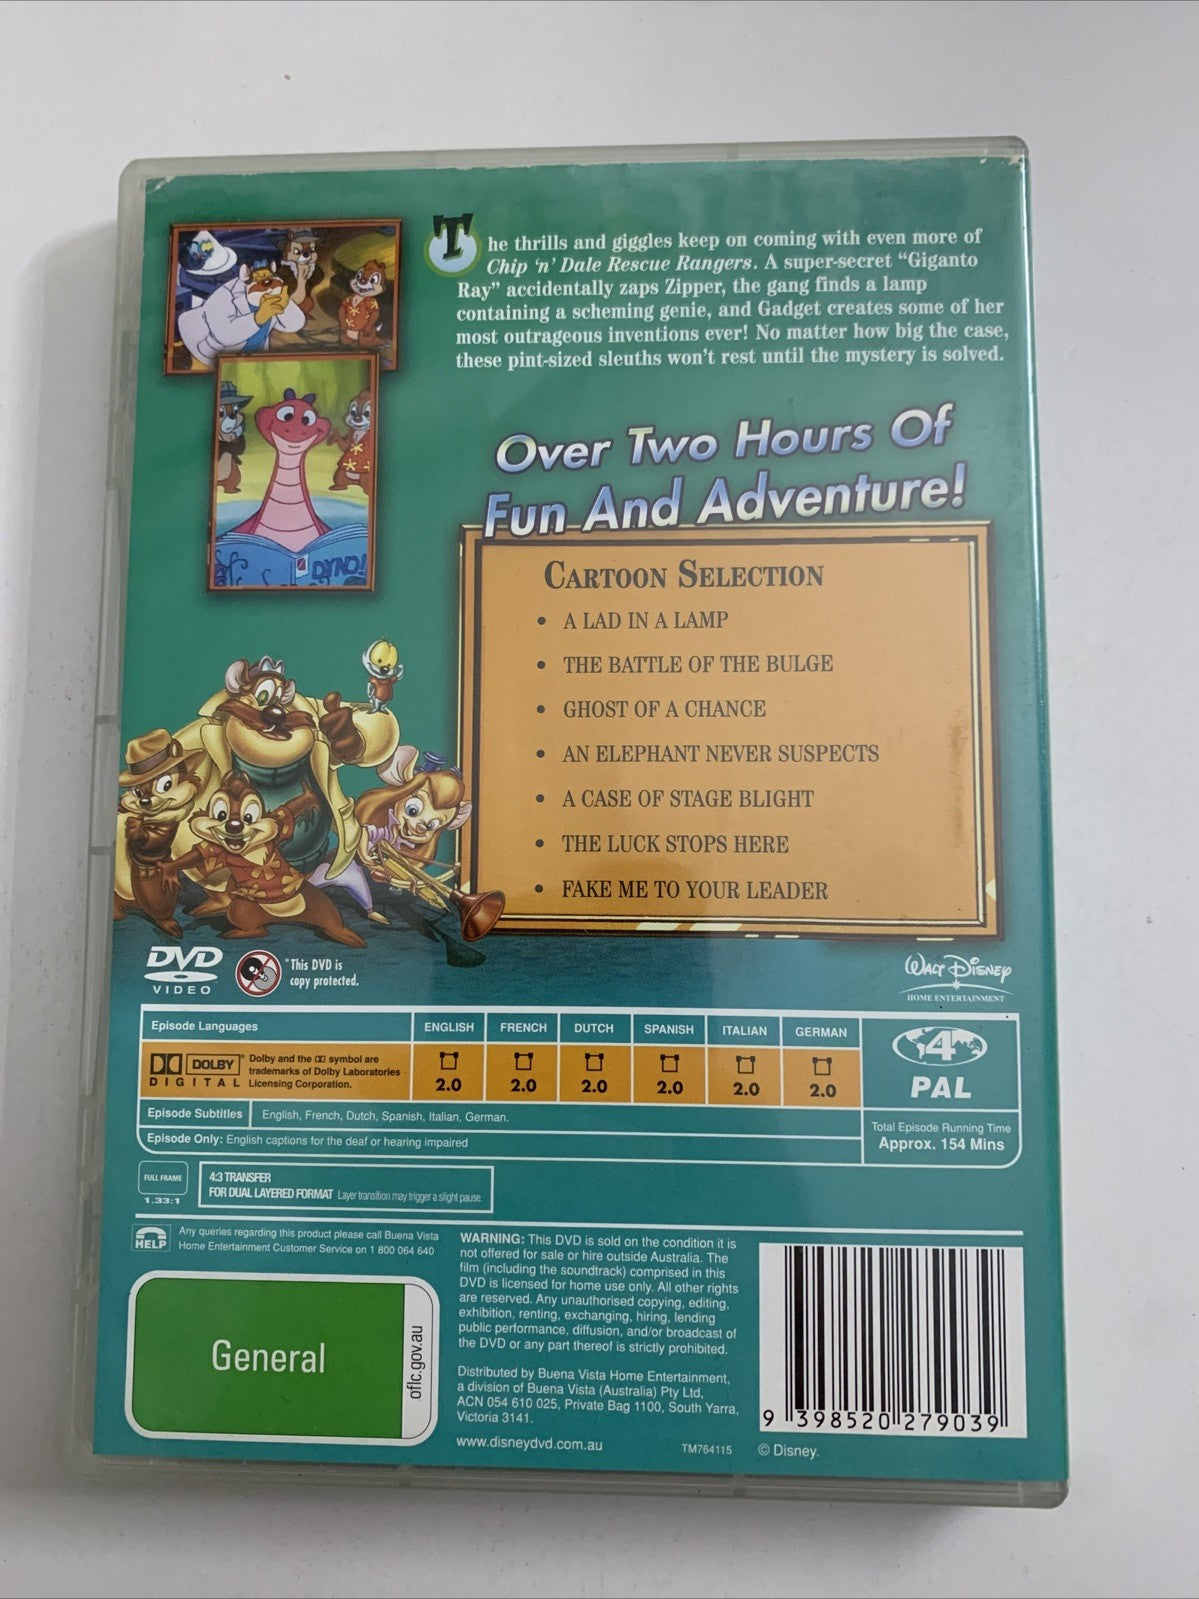 The thrills and giggles keep on coming with even more of
Chip 'n' Dale Rescue Rangers. A super-secret “Giganto
Ray” accidentally zaps Zipper, the gang finds a lamp
containing a scheming genie, and Gadget creates some of her
most outrageous inventions ever! No matter how big the case,
these pint-sized sleuths won't rest until the mystery is solved.
DYNO!
Over Two Hours Of
Fun And Adventure!
CARTOON SELECTION
• A LAD IN A LAMP
• THE BATTLE OF THE BULGE
• GHOST OF A CHANCE
• AN ELEPHANT NEVER SUSPECTS
• A CASE OF STAGE BLIGHT
• THE LUCK STOPS HERE
• FAKE ME TO YOUR LEADER
DVD
VIDEO
*This DVD is
copy protected.
WALT DISNEY
HOME ENTERTAINMENT
Episode Languages
ENGLISH FRENCH DUTCH SPANISH ITALIAN GERMAN
DOLBY
DIGITAL
Dolby and the DD symbol are
trademarks of Dolby Laboratories
Licensing Corporation.
2.0 2.0 2.0 2.0 2.0 2.0
4
PAL
Episode Subtitles English, French, Dutch, Spanish, Italian, German.
Episode Only: English captions for the deaf or hearing impaired
Total Episode Running Time
Approx. 154 Mins
FULL FRAME
1.33:1
4:3 TRANSFER
FOR DUAL LAYERED FORMAT Layer transition may trigger a slight pause.
HELP
Any queries regarding this product please call Buena Vista
Home Entertainment Customer Service on 1 800 064 640
General
oflc.gov.au
WARNING: This DVD is sold on the condition it is
not offered for sale or hire outside Australia. The
film (including the soundtrack) comprised in this
DVD is licensed for home use only. All other rights
are reserved. Any unauthorised copying, editing,
exhibition, renting, exchanging, hiring, lending
public performance, diffusion, and/or broadcast of
the DVD or any part thereof is strictly prohibited.
Distributed by Buena Vista Home Entertainment,
a division of Buena Vista (Australia) Pty Ltd,
ACN 054 610 025, Private Bag 1100, South Yarra,
Victoria 3141.
www.disneydvd.com.au
TM764115
© Disney.
9 398520 279039